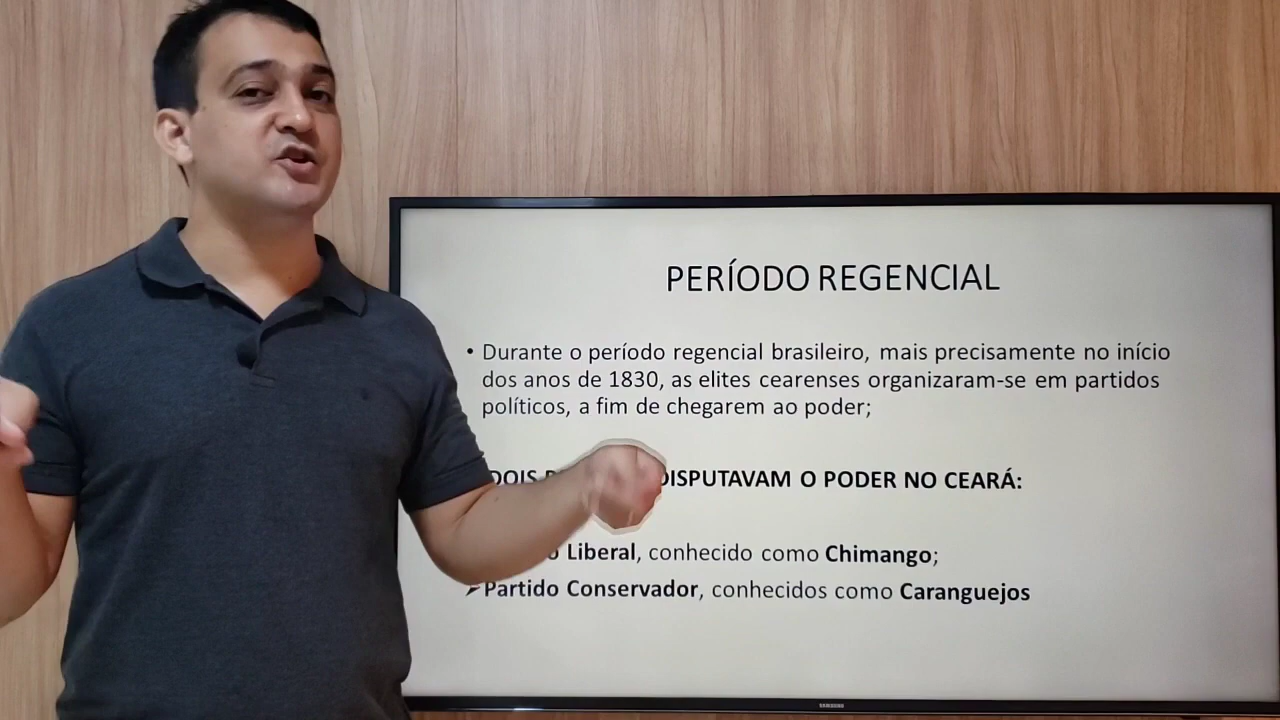 PERÍODO REGENCIAL
• Durante o período regencial brasileiro, mais precisamente no início
dos anos de 1830, as elites cearenses organizaram-se em partidos
políticos, a fim de chegarem ao poder;
DOIS DISPUTAVAM O PODER NO CEARÁ:
Liberal, conhecido como Chimango;
➤Partido Conservador, conhecidos como Caranguejos
SAMSUNG